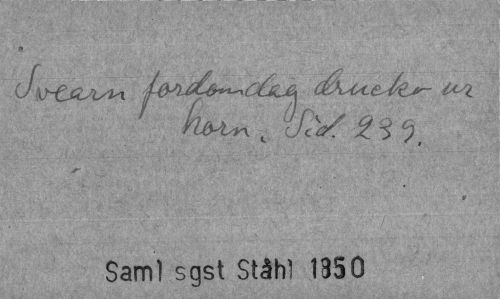 Svearn fordomdag drucko ur
horn. Sid. 239.
Saml sgst Ståhl 1850